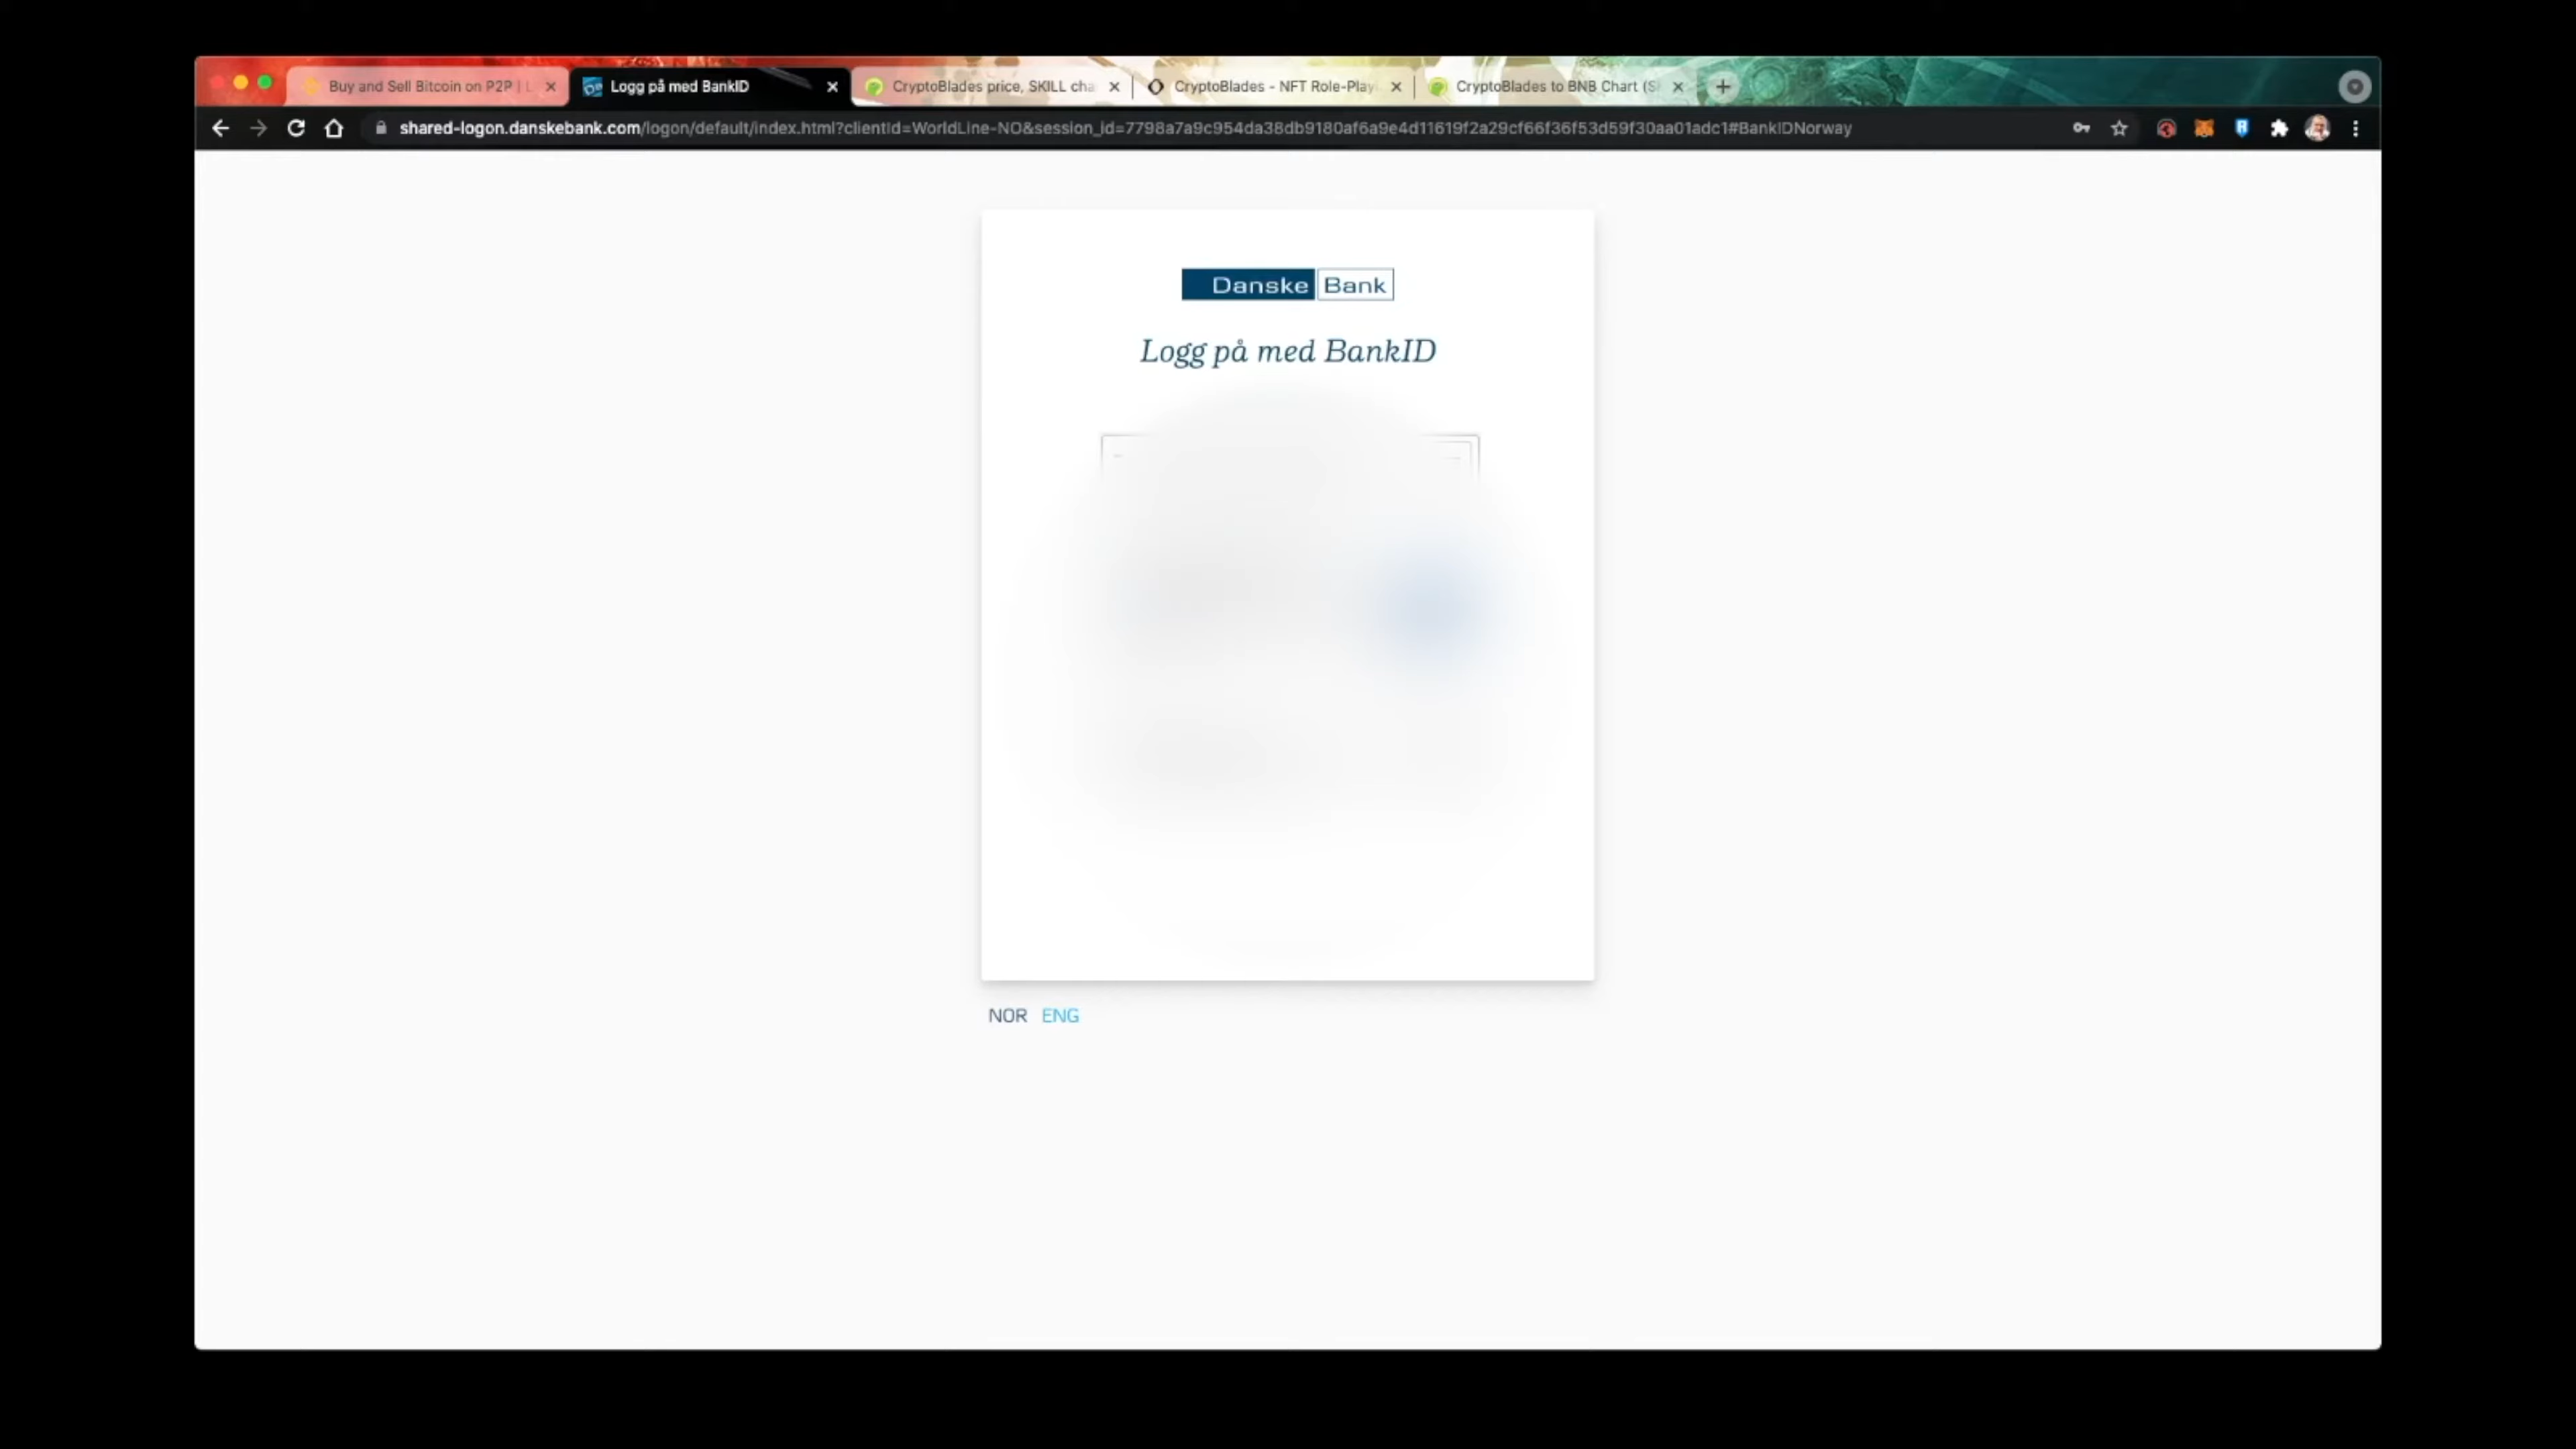 Buy and Sell Bitcoin on P2P | L
Logg på med BankID
CryptoBlades price, SKILL cha
CryptoBlades - NFT Role-Play
CryptoBlades to BNB Chart (S
shared-logon.danskebank.com/logon/default/index.html?clientId=WorldLine-NO&session_id=7798a7a9c954da38db9180af6a9e4d11619f2a29cf66f36f53d59f30aa01adc1#BankIDNorway
Danske Bank
Logg på med BankID
NOR ENG